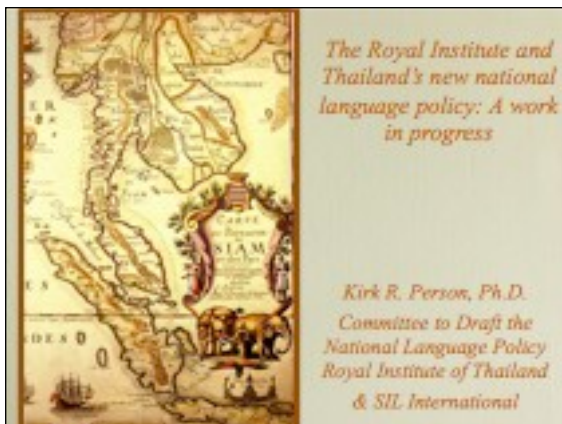 The Royal Institute and
Thailand's new national
language policy: A work
in progress
Kirk R. Person, Ph.D.
Committee to Draft the
National Language Policy
Royal Institute of Thailand
& SIL International
CARTE
SIAM